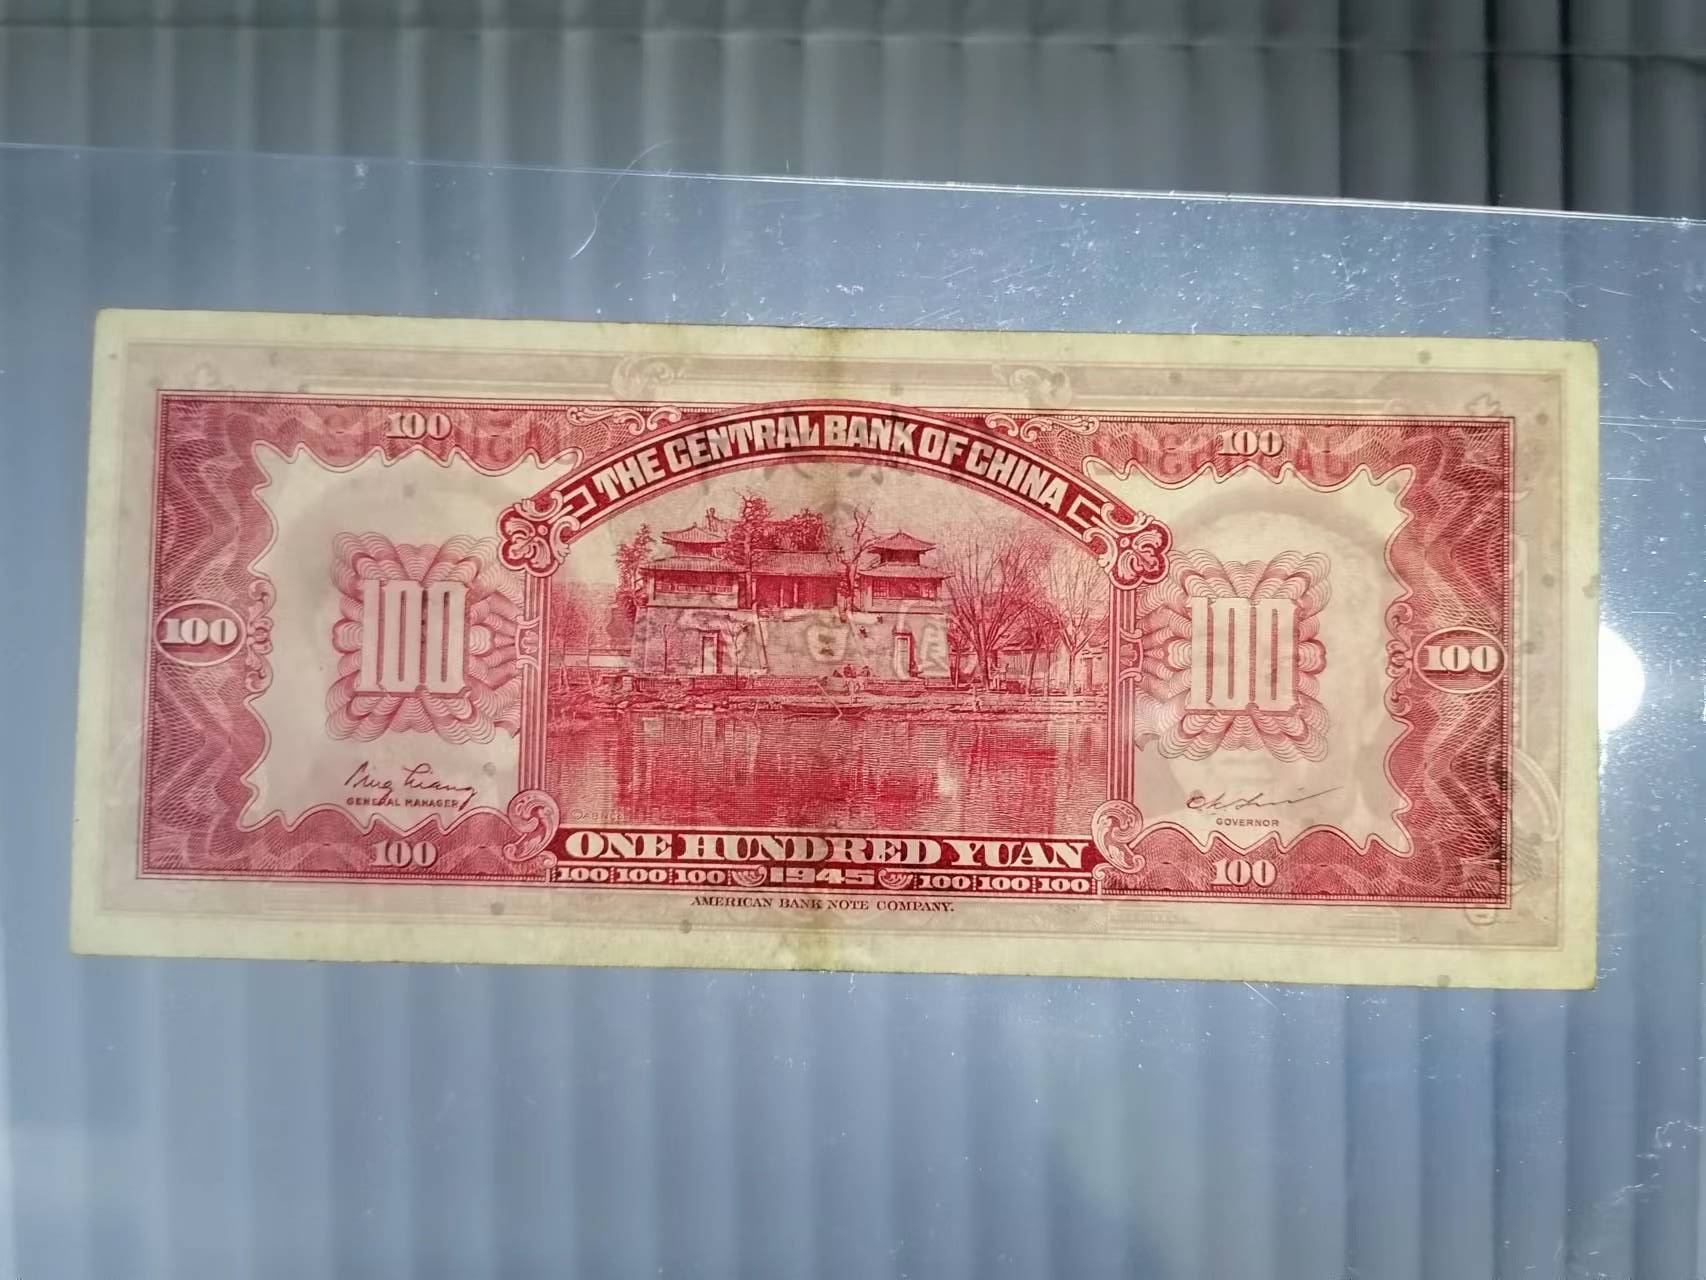 100 100
THE CENTRAL BANK OF CHINA
100 100 100 100
GENERAL MANAGER
GOVERNOR
©ABNCo
100 ONE HUNDRED YUAN 100
100 100 100 1945 100 100 100
AMERICAN BANK NOTE COMPANY.